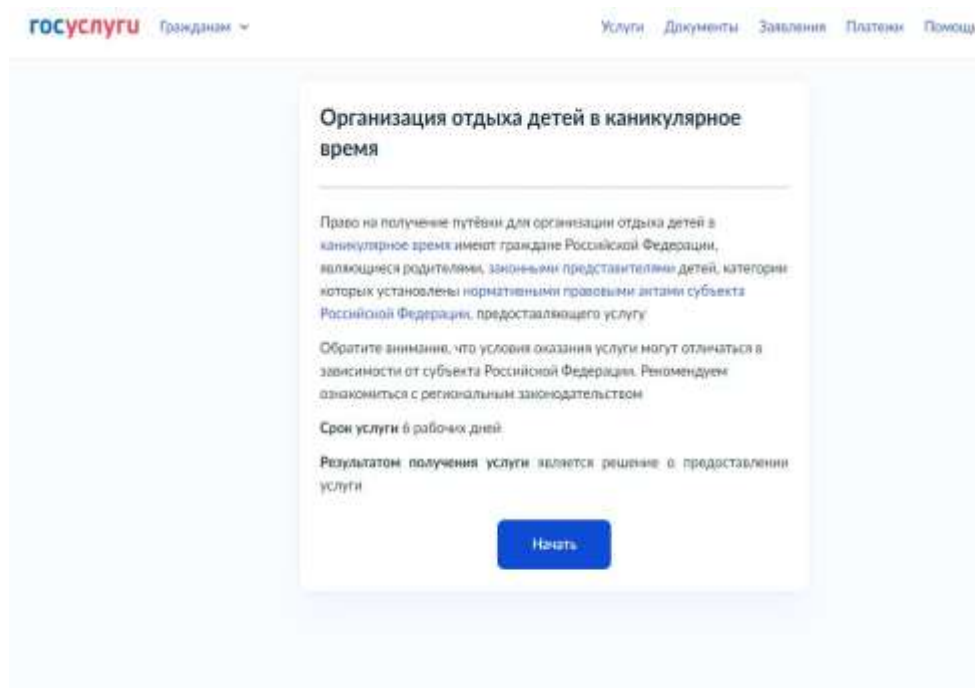 госуслуги Гражданам Услуги Документы Заявления Платежи Помощь
Организация отдыха детей в каникулярное
время
Право на получение путёвки для организации отдыха детей в
каникулярное время имеют граждане Российской Федерации,
являющиеся родителями, законными представителями детей, категории
которых установлены нормативными правовыми актами субъекта
Российской Федерации, предоставляющего услугу
Обратите внимание, что условия оказания услуги могут отличаться в
зависимости от субъекта Российской Федерации. Рекомендуем
ознакомиться с региональным законодательством
Срок услуги 6 рабочих дней
Результатом получения услуги является решение о предоставлении
услуги
Начать